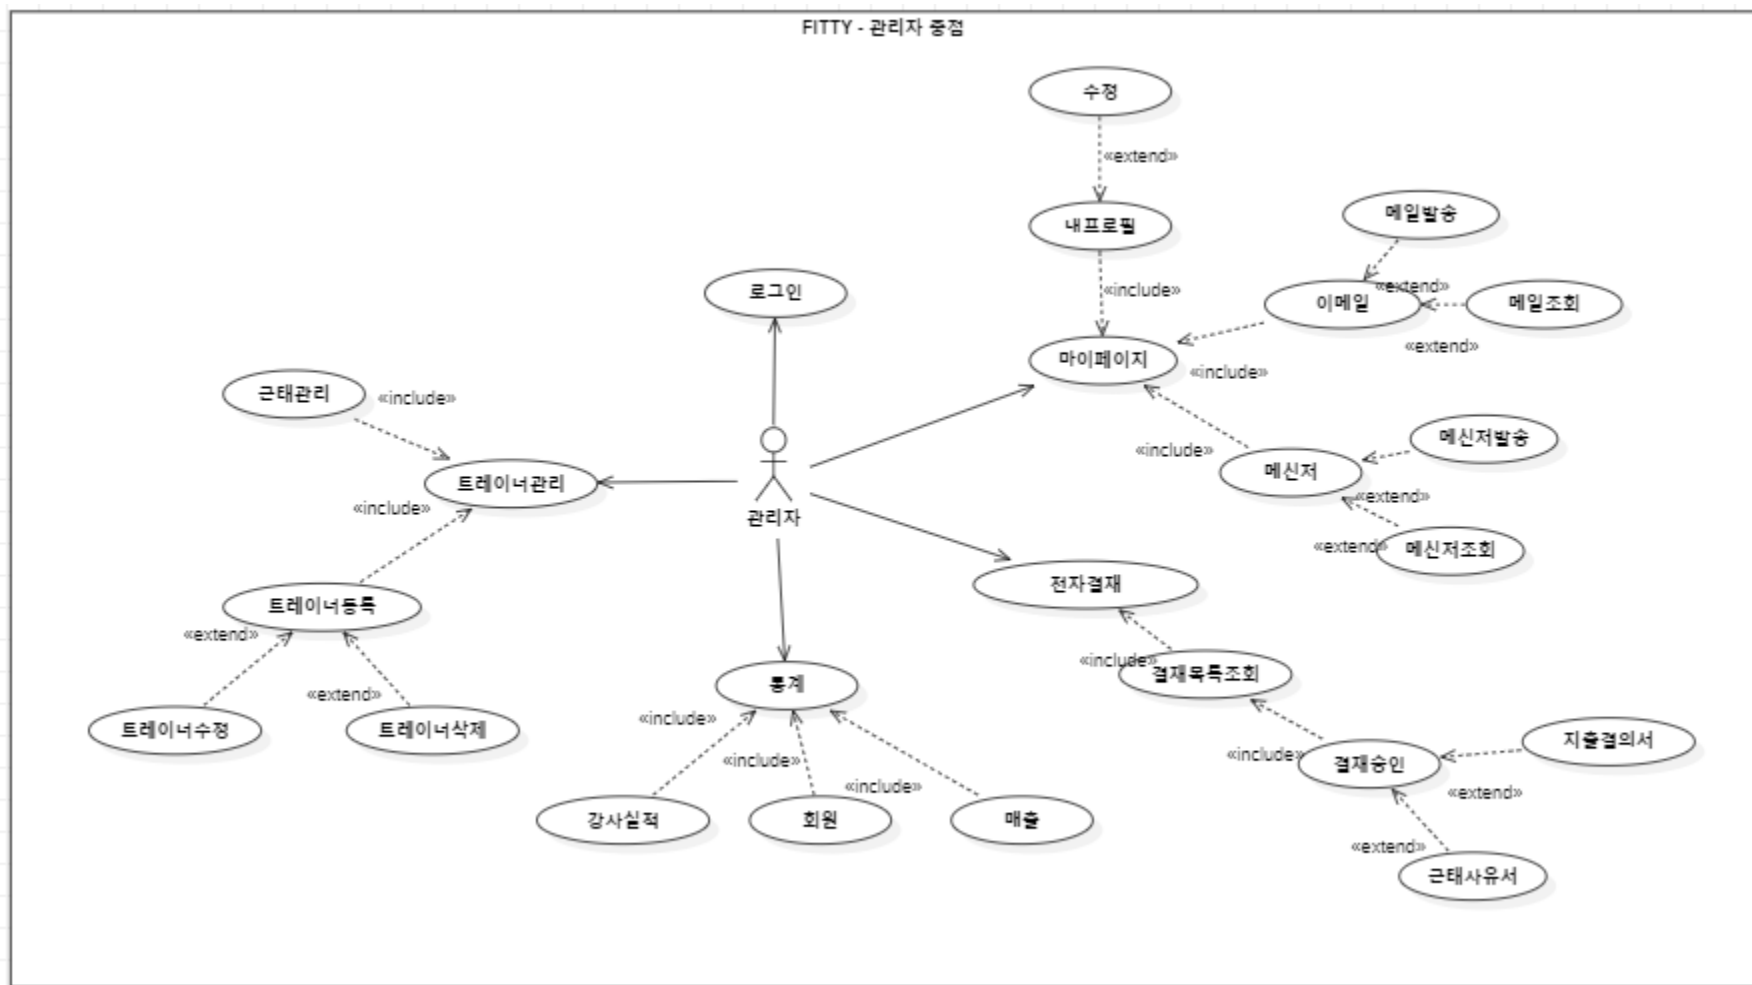 FITTY - 관리자 중점
수정
«extend»
내프로필
메일발송
«include»
«extend»
로그인
이메일
메일조회
«extend»
마이페이지
«include»
근태관리
«include»
메신저발송
«include»
메신저
트레이너관리
«extend»
«include»
관리자
«extend»
메신저조회
전자결재
트레이너등록
«extend»
«include»
결재목록조회
통계
«extend»
«include»
트레이너수정
트레이너삭제
지출결의서
«include»
«include»
결재승인
«include»
«extend»
강사실적
회원
매출
«extend»
근태사유서